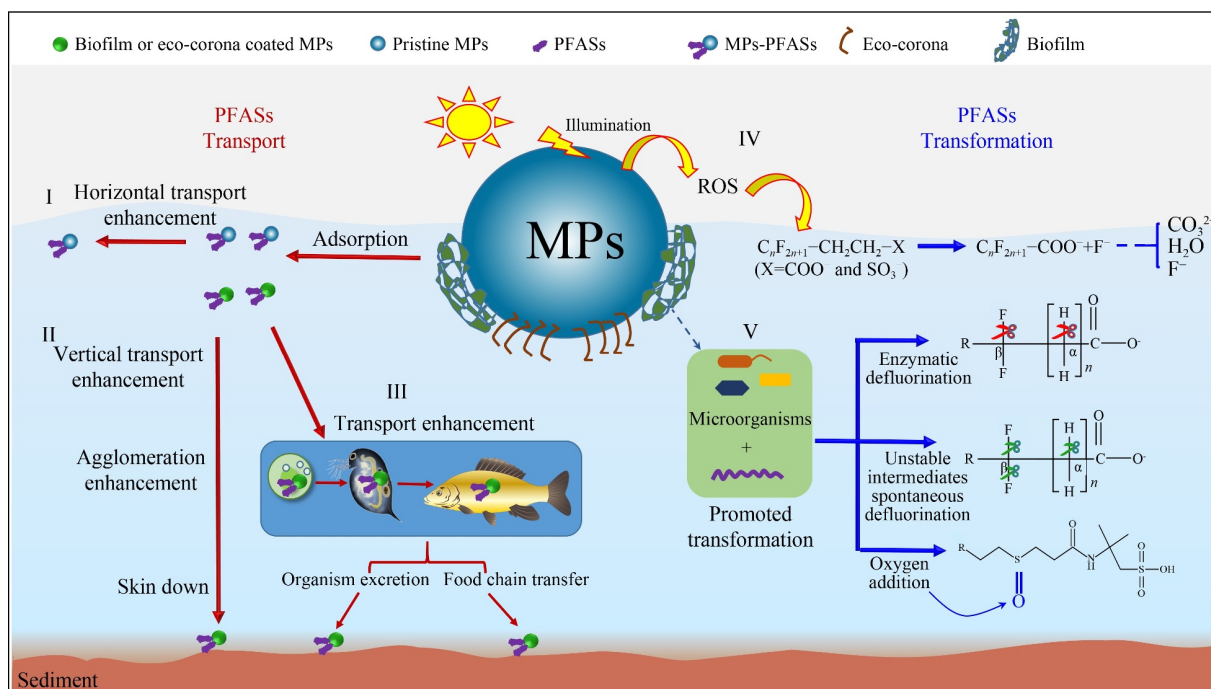 Biofilm or eco-corona coated MPs
Pristine MPs
PFASs
MPs-PFASs
Eco-corona
Biofilm
PFASs
Transport
Illumination
IV
PFASs
Transformation
ROS
I
Horizontal transport
enhancement
Adsorption
MPs
CₙF₂ₙ₊₁−CH₂CH₂−X
(X=COO⁻ and SO₃⁻)
CₙF₂ₙ₊₁−COO⁻+F⁻
CO₃²⁻
H₂O
F⁻
II
Vertical transport
enhancement
III
Transport enhancement
Agglomeration
enhancement
Skin down
Organism excretion
Food chain transfer
V
Microorganisms
+
Promoted
transformation
Enzymatic
defluorination
F H O
R β α C O⁻
F H n
Unstable
intermediates
spontaneous
defluorination
F H O
R β α C O⁻
F H n
Oxygen
addition
O
R S N O
H S OH
O O
Sediment